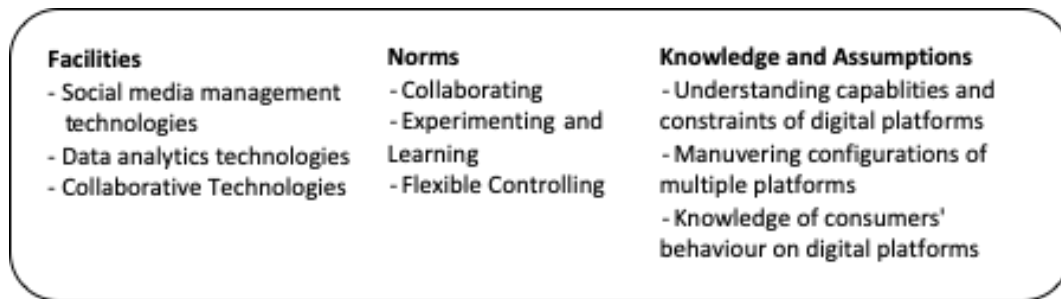 Facilities
- Social media management
technologies
- Data analytics technologies
- Collaborative Technologies
Norms
- Collaborating
- Experimenting and
Learning
- Flexible Controlling
Knowledge and Assumptions
- Understanding capablities and
constraints of digital platforms
- Manuvering configurations of
multiple platforms
- Knowledge of consumers'
behaviour on digital platforms